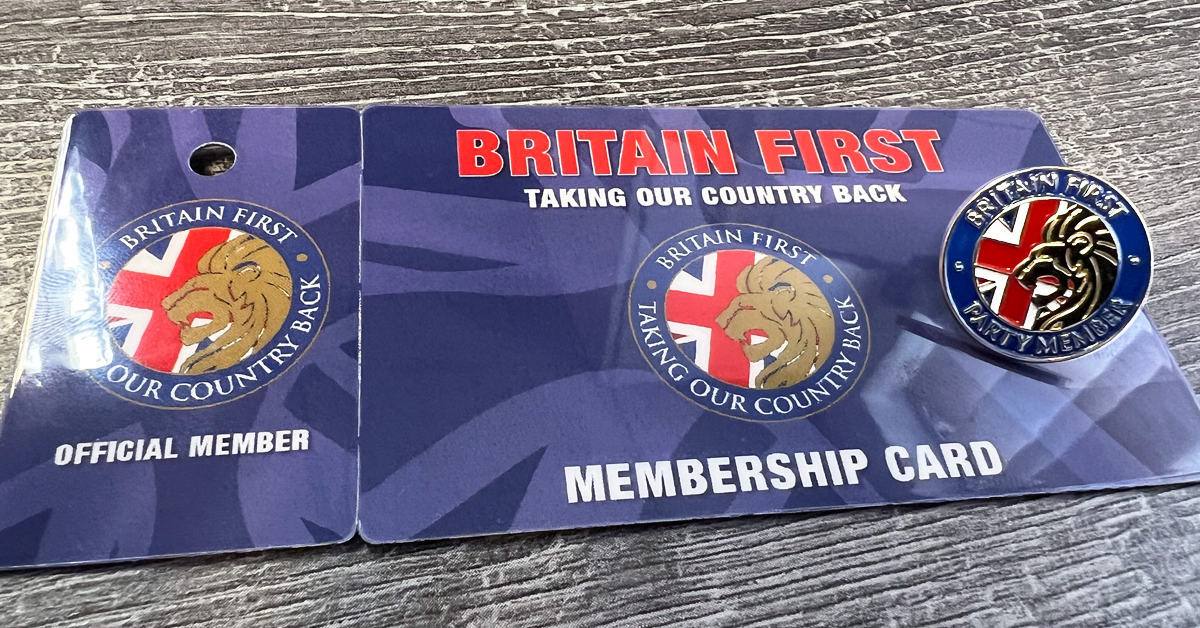 BRITAIN FIRST
OUR COUNTRY BACK
OFFICIAL MEMBER
BRITAIN FIRST
TAKING OUR COUNTRY BACK
BRITAIN FIRST
TAKING OUR COUNTRY BACK
MEMBERSHIP CARD
BRITAIN FIRST
PARTY MEMBER